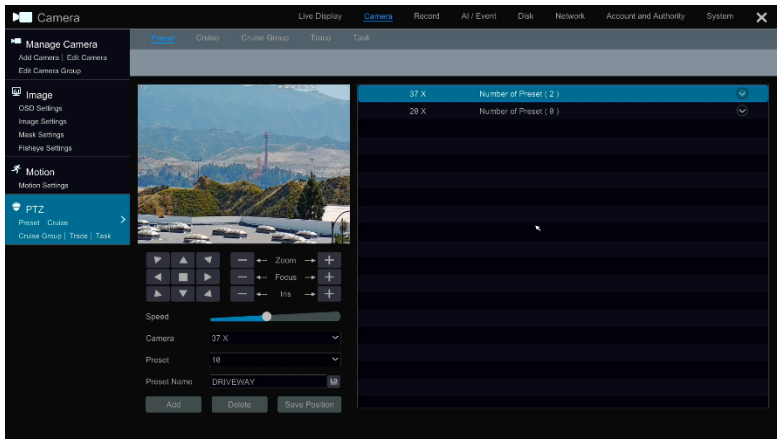 Camera
Live Display Camera Record AI / Event Disk Network Account and Authority System
Manage Camera
Add Camera | Edit Camera
Edit Camera Group
Preset Cruise Cruise Group Trace Task
Image
OSD Settings
Image Settings
Mask Settings
Fisheye Settings
Motion
Motion Settings
PTZ
Preset Cruise
Cruise Group | Trace | Task
37 X Number of Preset ( 2 )
20 X Number of Preset ( 0 )
Zoom
Focus
Iris
Speed
Camera 37 X
Preset 10
Preset Name DRIVEWAY
Add Delete Save Position